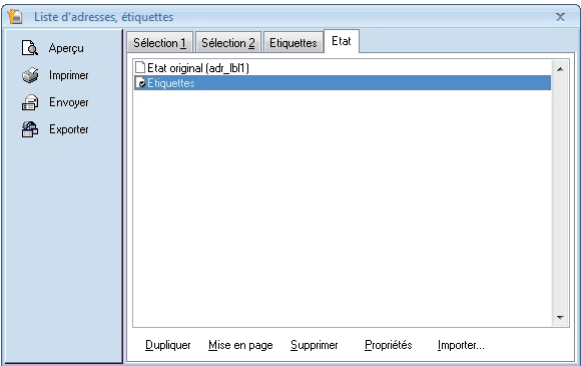 Liste d'adresses, étiquettes
Aperçu
Imprimer
Envoyer
Exporter
Sélection 1 Sélection 2 Etiquettes Etat
Etat original (adr_lbl1)
Etiquettes
Dupliquer Mise en page Supprimer Propriétés Importer...